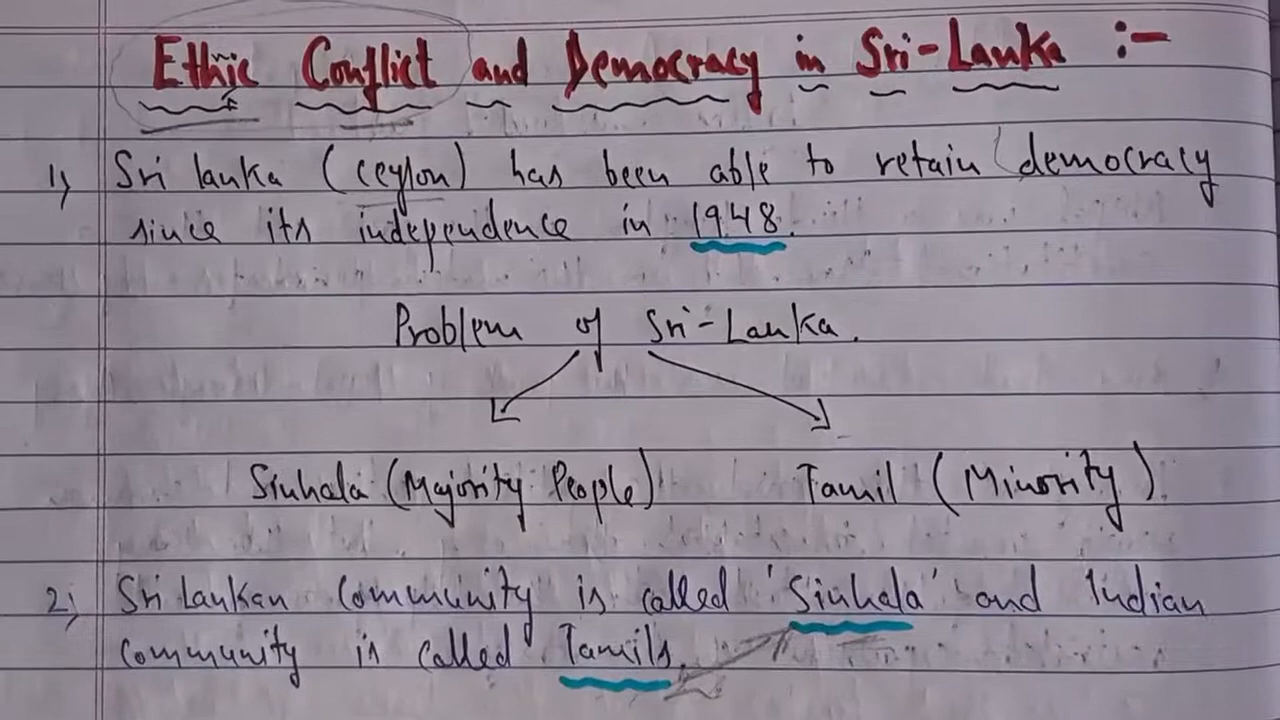 Ethic Conflict and Democracy in Sri-Lanka :-
1) Sri lanka (ceylon) has been able to retain democracy
since its independence in 1948.
Problem of Sri-Lanka.
Sinhala (Majority People) Tamil (Minority)
2) Sri Lankan Community is called 'Sinhala' and Indian
Community is called Tamils.